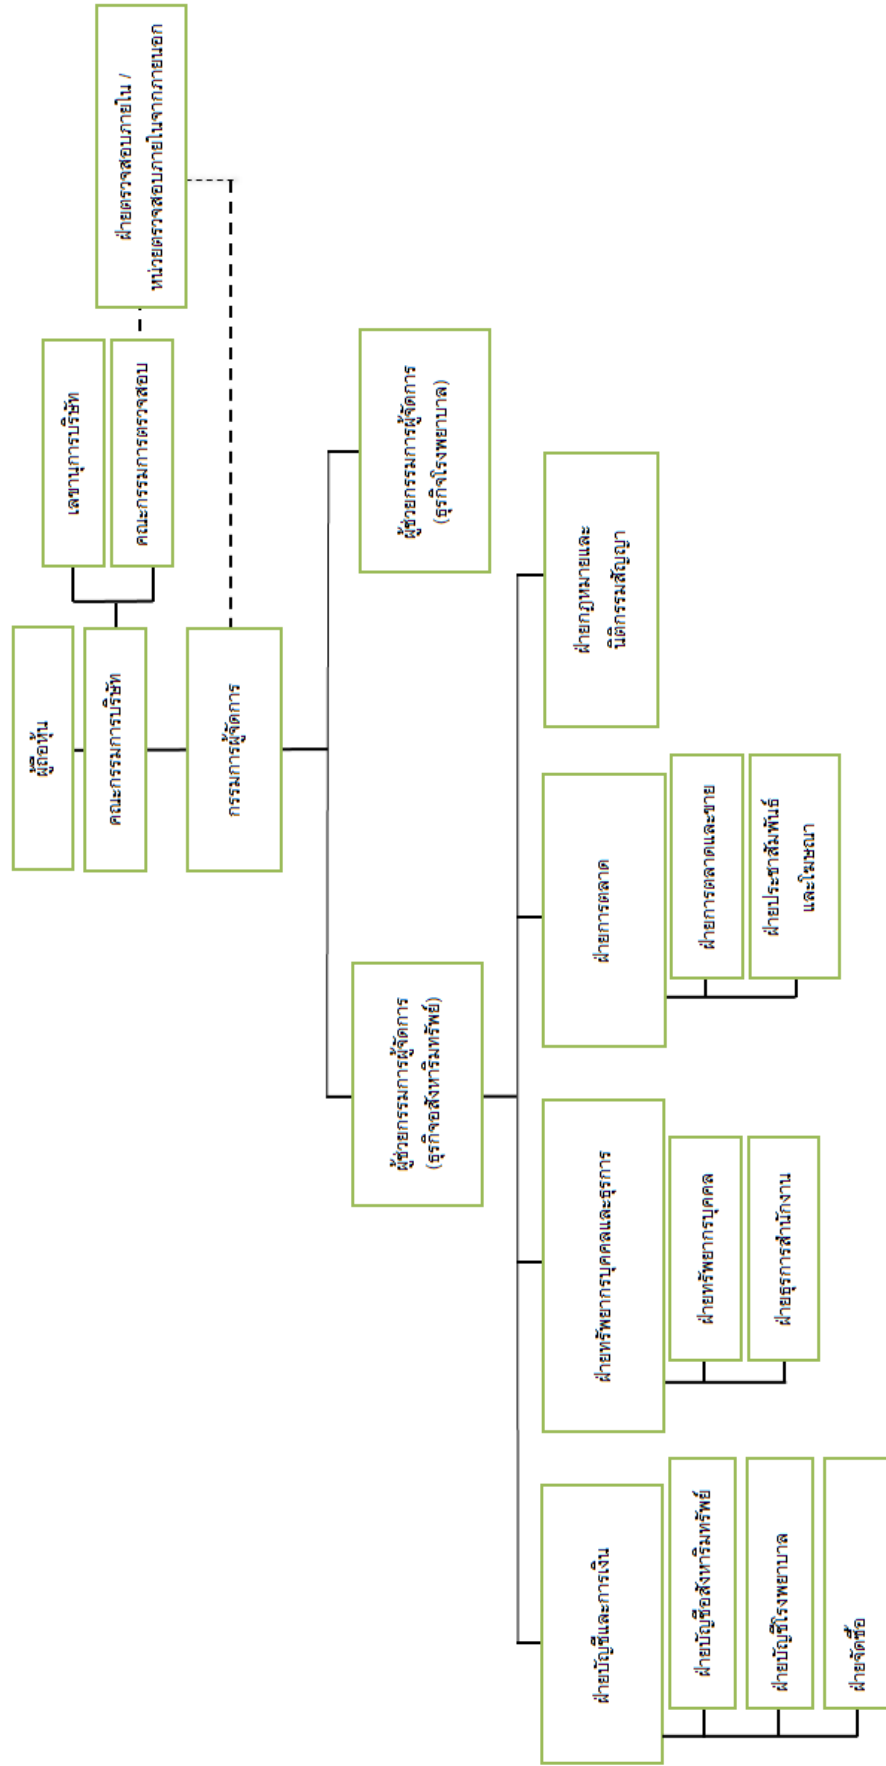 ผู้ถือหุ้น
คณะกรรมการบริษัท
เลขานุการบริษัท
คณะกรรมการตรวจสอบ
ฝ่ายตรวจสอบภายใน /
หน่วยตรวจสอบภายในจากภายนอก
กรรมการผู้จัดการ
ผู้ช่วยกรรมการผู้จัดการ
(ธุรกิจอสังหาริมทรัพย์)
ผู้ช่วยกรรมการผู้จัดการ
(ธุรกิจโรงพยาบาล)
ฝ่ายบัญชีและการเงิน
ฝ่ายบัญชีอสังหาริมทรัพย์
ฝ่ายบัญชีโรงพยาบาล
ฝ่ายจัดซื้อ
ฝ่ายทรัพยากรบุคคลและธุรการ
ฝ่ายทรัพยากรบุคคล
ฝ่ายธุรการสำนักงาน
ฝ่ายการตลาด
ฝ่ายการตลาดและขาย
ฝ่ายประชาสัมพันธ์
และโฆษณา
ฝ่ายกฎหมายและ
นิติกรรมสัญญา